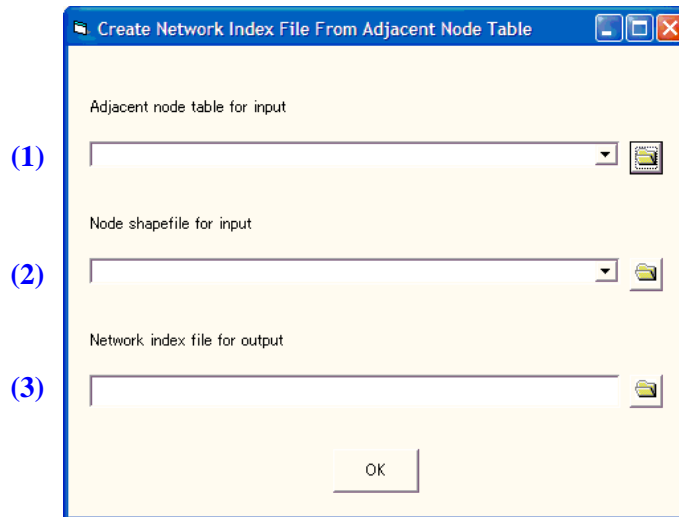 Create Network Index File From Adjacent Node Table
Adjacent node table for input
(1)
Node shapefile for input
(2)
Network index file for output
(3)
OK